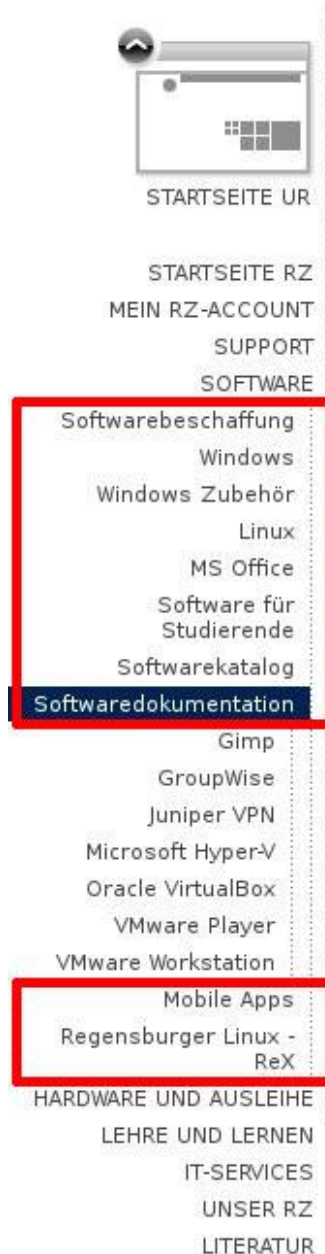 STARTSEITE UR
STARTSEITE RZ
MEIN RZ-ACCOUNT
SUPPORT
SOFTWARE
Softwarebeschaffung
Windows
Windows Zubehör
Linux
MS Office
Software für
Studierende
Softwarekatalog
Softwaredokumentation
Gimp
GroupWise
Juniper VPN
Microsoft Hyper-V
Oracle VirtualBox
VMware Player
VMware Workstation
Mobile Apps
Regensburger Linux -
ReX
HARDWARE UND AUSLEIHE
LEHRE UND LERNEN
IT-SERVICES
UNSER RZ
LITERATUR